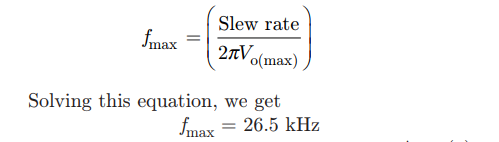 f_max = (Slew rate / 2πV_o(max))
Solving this equation, we get
f_max = 26.5 kHz